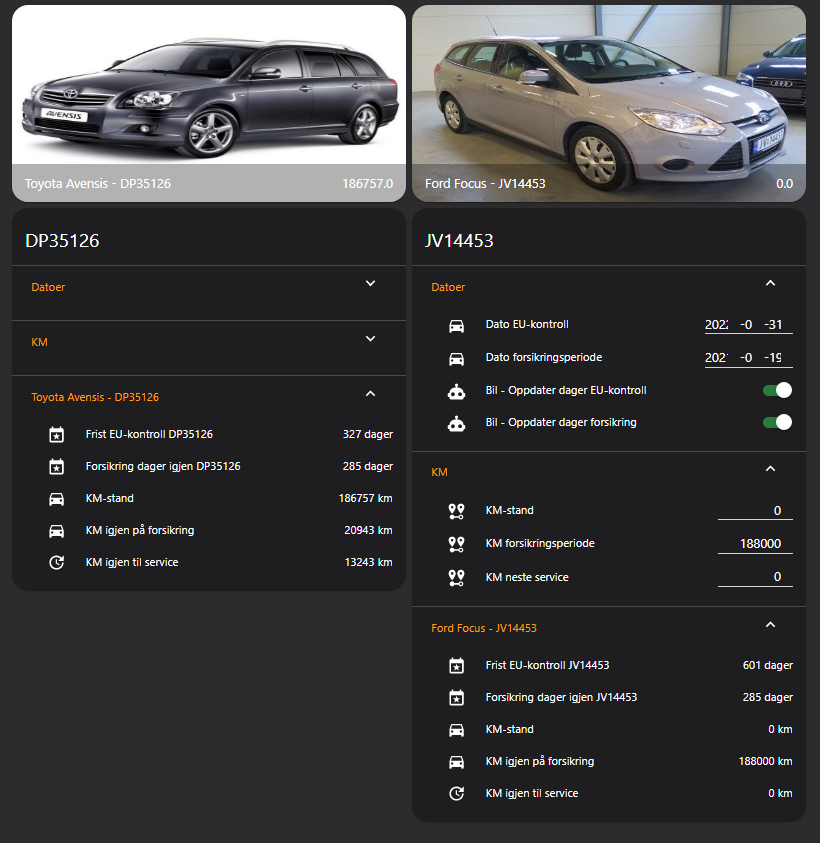 AVENSIS
Toyota Avensis - DP35126 186757.0
Ford Focus - JV14453 0.0
DP35126
Datoer
KM
Toyota Avensis - DP35126
Frist EU-kontroll DP35126 327 dager
Forsikring dager igjen DP35126 285 dager
KM-stand 186757 km
KM igjen på forsikring 20943 km
KM igjen til service 13243 km
JV14453
Datoer
Dato EU-kontroll 202 -0 -31
Dato forsikringsperiode 202 -0 -19
Bil - Oppdater dager EU-kontroll
Bil - Oppdater dager forsikring
KM
KM-stand 0
KM forsikringsperiode 188000
KM neste service 0
Ford Focus - JV14453
Frist EU-kontroll JV14453 601 dager
Forsikring dager igjen JV14453 285 dager
KM-stand 0 km
KM igjen på forsikring 188000 km
KM igjen til service 0 km